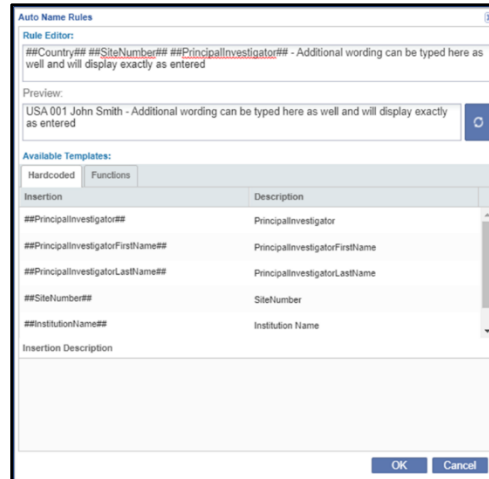 Auto Name Rules
Rule Editor:
##Country## ##SiteNumber## ##PrincipalInvestigator## - Additional wording can be typed here as
well and will display exactly as entered
Preview:
USA 001 John Smith - Additional wording can be typed here as well and will display exactly
as entered
Available Templates:
Hardcoded Functions
Insertion Description
##PrincipalInvestigator## PrincipalInvestigator
##PrincipalInvestigatorFirstName## PrincipalInvestigatorFirstName
##PrincipalInvestigatorLastName## PrincipalInvestigatorLastName
##SiteNumber## SiteNumber
##InstitutionName## Institution Name
Insertion Description
OK Cancel